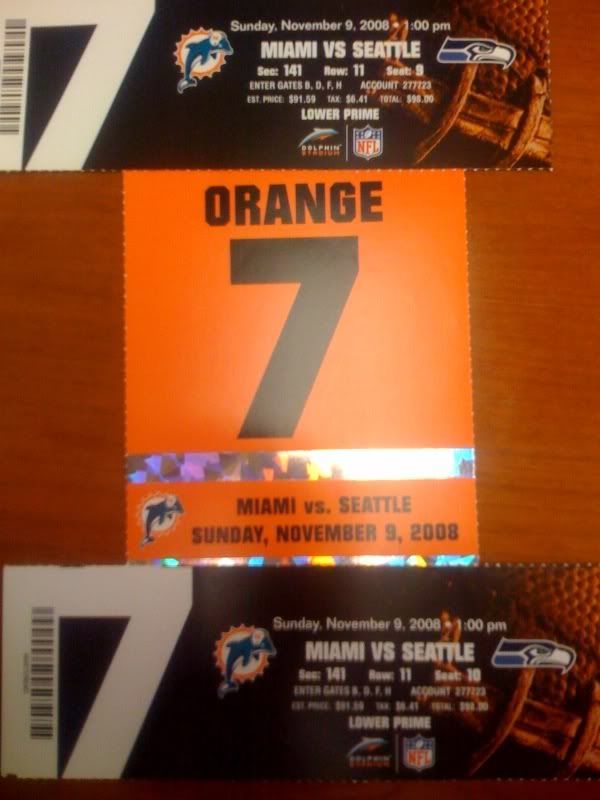 7
Sunday, November 9, 2008 • 1:00 pm
MIAMI VS SEATTLE
Sec: 141 Row: 11 Seat: 9
ENTER GATES B, D, F, H ACCOUNT 277723
EST. PRICE: $91.59 TAX: $6.41 TOTAL: $98.00
LOWER PRIME
DOLPHIN STADIUM NFL
ORANGE
7
MIAMI vs. SEATTLE
SUNDAY, NOVEMBER 9, 2008
7
Sunday, November 9, 2008 • 1:00 pm
MIAMI VS SEATTLE
Sec: 141 Row: 11 Seat: 10
ENTER GATES B, D, F, H ACCOUNT 277723
EST. PRICE: $91.59 TAX: $6.41 TOTAL: $98.00
LOWER PRIME
DOLPHIN STADIUM NFL